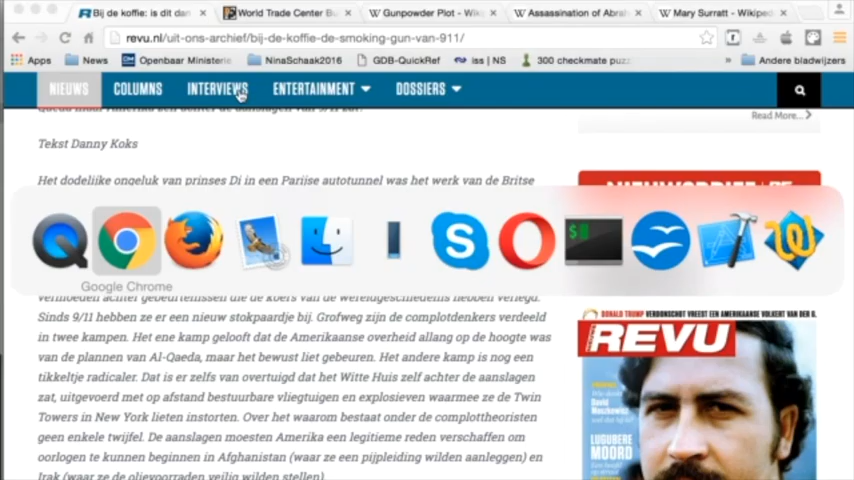 Bij de koffie: is dit dan
World Trade Center Bu
Gunpowder Plot - Wiki
Assassination of Abrah
Mary Surratt - Wikiped
revu.nl/uit-ons-archief/bij-de-koffie-de-smoking-gun-van-911/
Apps News Openbaar Ministerie NinaSchaak2016 GDB-QuickRef iss | NS 300 checkmate puzz » Andere bladwijzers
NIEUWS COLUMNS INTERVIEWS ENTERTAINMENT DOSSIERS
Read More...
Tekst Danny Koks
Het dodelijke ongeluk van prinses Di in een Parijse autotunnel was het werk van de Britse
Google Chrome
vermoeden achter gebeurtenissen die de koers van de wereldgeschiedenis hebben verlegd.
Sinds 9/11 hebben ze er een nieuw stokpaardje bij. Grofweg zijn de complotdenkers verdeeld
in twee kampen. Het ene kamp gelooft dat de Amerikaanse overheid allang op de hoogte was
van de plannen van Al-Qaeda, maar het bewust liet gebeuren. Het andere kamp is nog een
tikkeltje radicaler. Dat is er zelfs van overtuigd dat het Witte Huis zelf achter de aanslagen
zat, uitgevoerd met op afstand bestuurbare vliegtuigen en explosieven waarmee ze de Twin
Towers in New York lieten instorten. Over het waarom bestaat onder de complottheoristen
geen enkele twijfel. De aanslagen moesten Amerika een legitieme reden verschaffen om
oorlogen te kunnen beginnen in Afghanistan (waar ze een pijpleiding wilden aanleggen) en
Irak (waar ze de olievoorraden veilig wilden stellen).
DONALD TRUMP
REVU
David
LUGUBERE
MOORD